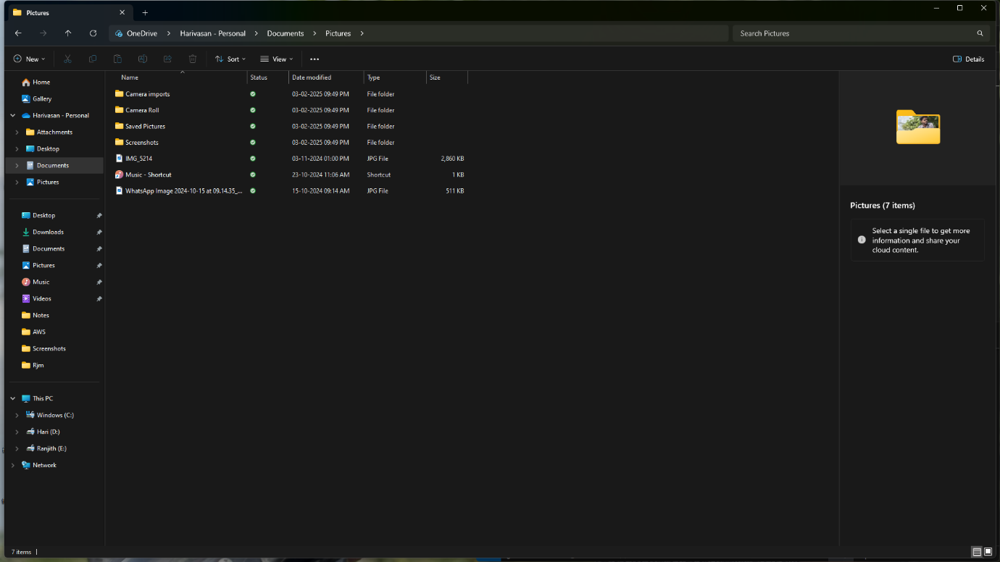 Pictures
OneDrive > Harivasan - Personal > Documents > Pictures >
Search Pictures
New
Sort
View
Details
Home
Gallery
Harivasan - Personal
Attachments
Desktop
Documents
Pictures
Desktop
Downloads
Documents
Pictures
Music
Videos
Notes
AWS
Screenshots
Rjm
This PC
Windows (C:)
Hari (D:)
Ranjith (E:)
Network
Name Status Date modified Type Size
Camera imports 03-02-2025 09:49 PM File folder
Camera Roll 03-02-2025 09:49 PM File folder
Saved Pictures 03-02-2025 09:49 PM File folder
Screenshots 03-02-2025 09:49 PM File folder
IMG_5214 03-11-2024 01:00 PM JPG File 2,860 KB
Music - Shortcut 23-10-2024 11:06 AM Shortcut 1 KB
WhatsApp Image 2024-10-15 at 09.14.35_... 15-10-2024 09:14 AM JPG File 511 KB
Pictures (7 items)
Select a single file to get more
information and share your
cloud content.
7 items